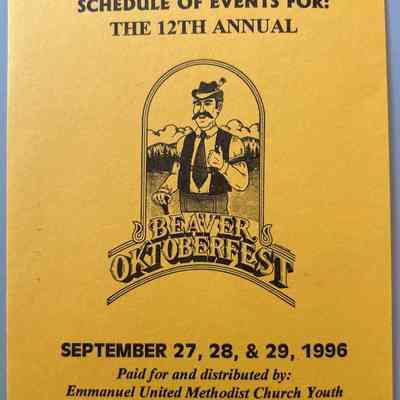 SCHEDULE OF EVENTS FOR:
THE 12TH ANNUAL
BEAVER
OKTOBERFEST
SEPTEMBER 27, 28, & 29, 1996
Paid for and distributed by:
Emmanuel United Methodist Church Youth